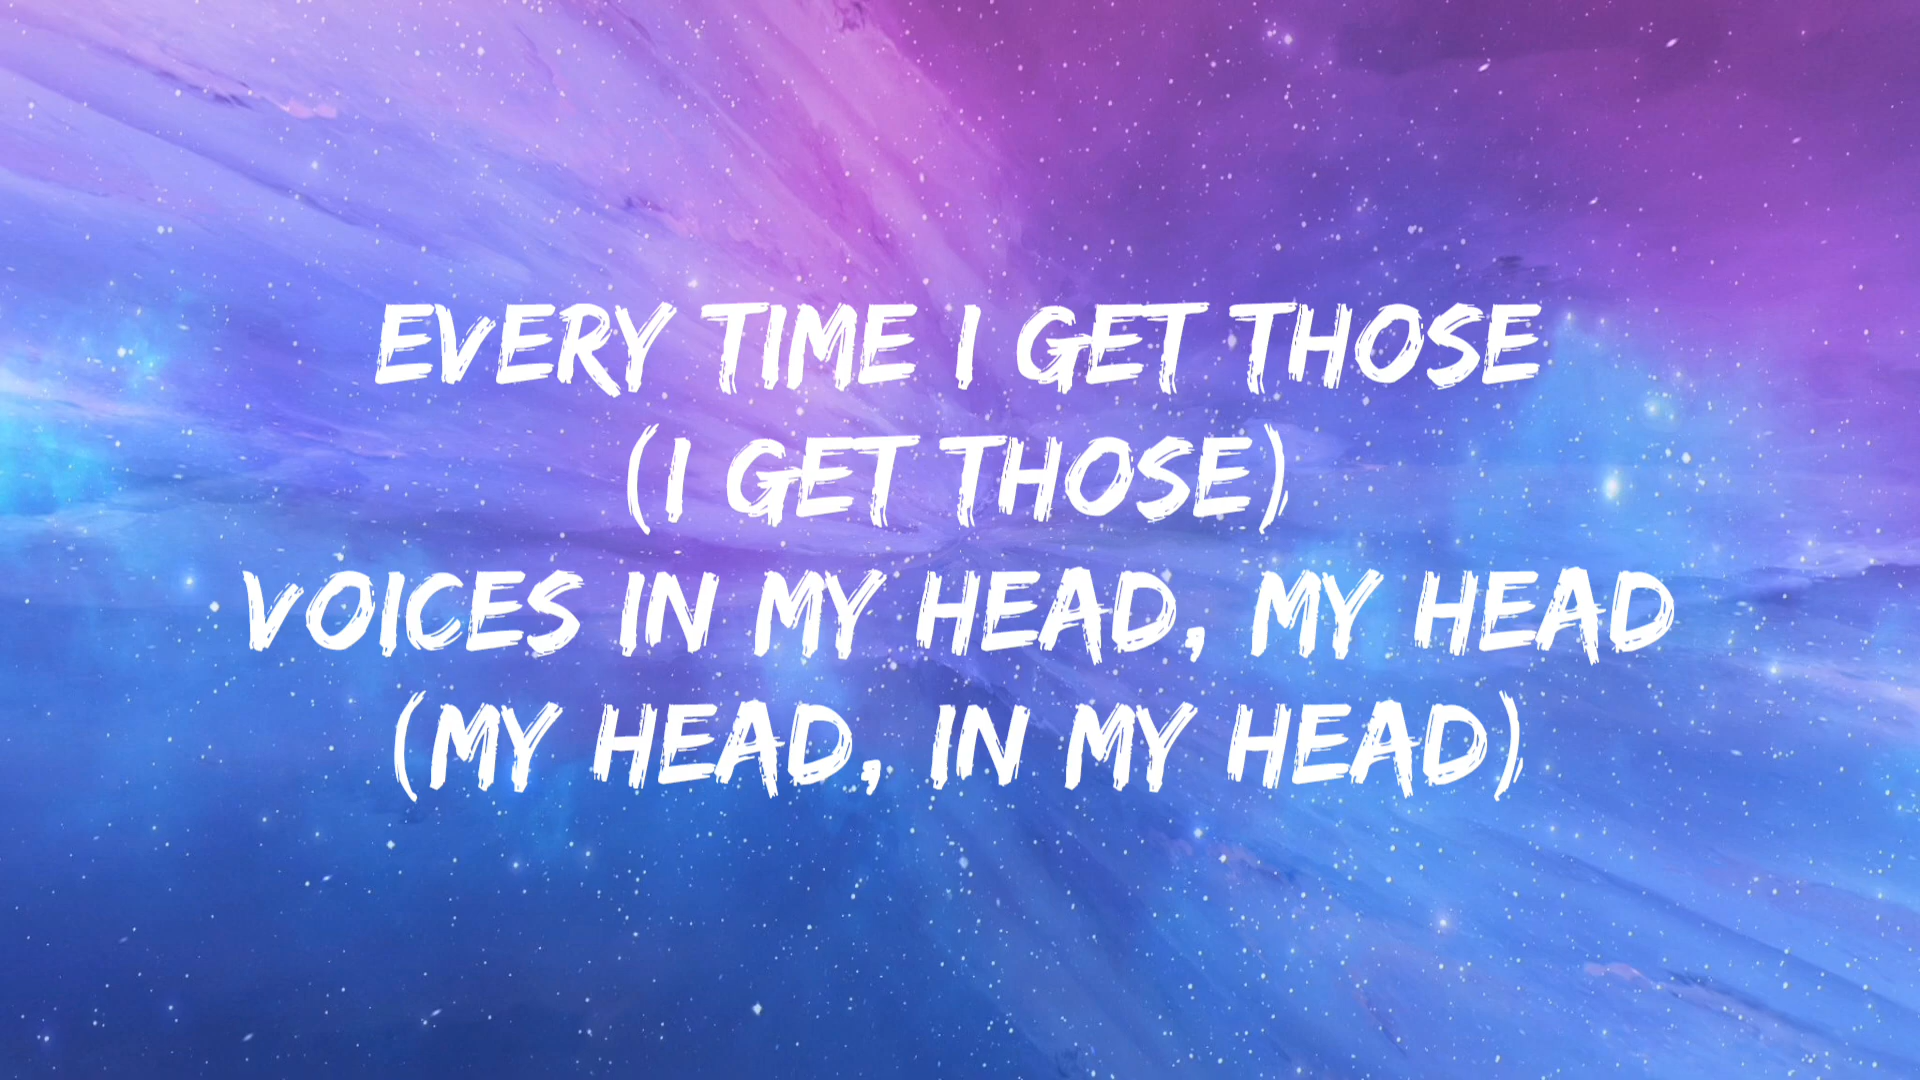 EVERY TIME I GET THOSE
(I GET THOSE)
VOICES IN MY HEAD, MY HEAD
(MY HEAD, IN MY HEAD)